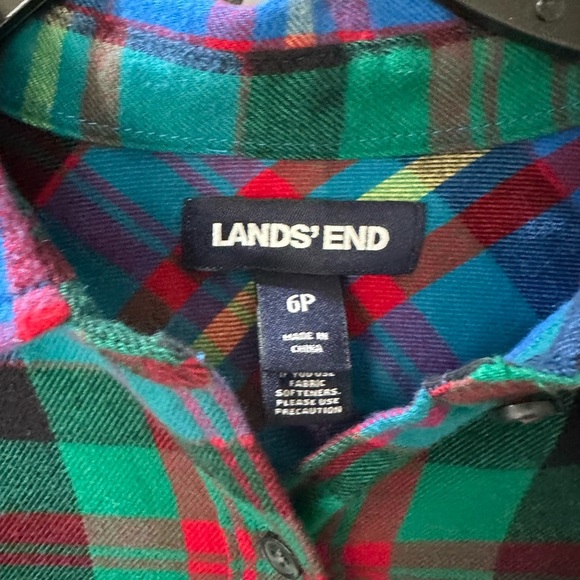 LANDS' END
6P
MADE IN
CHINA
IF YOU USE
FABRIC
SOFTENERS.
PLEASE USE
PRECAUTION